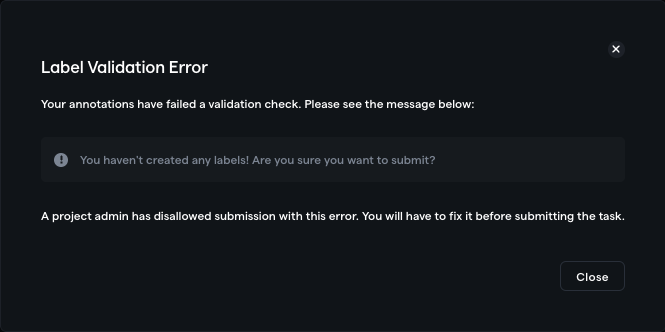 Label Validation Error
Your annotations have failed a validation check. Please see the message below:
You haven't created any labels! Are you sure you want to submit?
A project admin has disallowed submission with this error. You will have to fix it before submitting the task.
Close